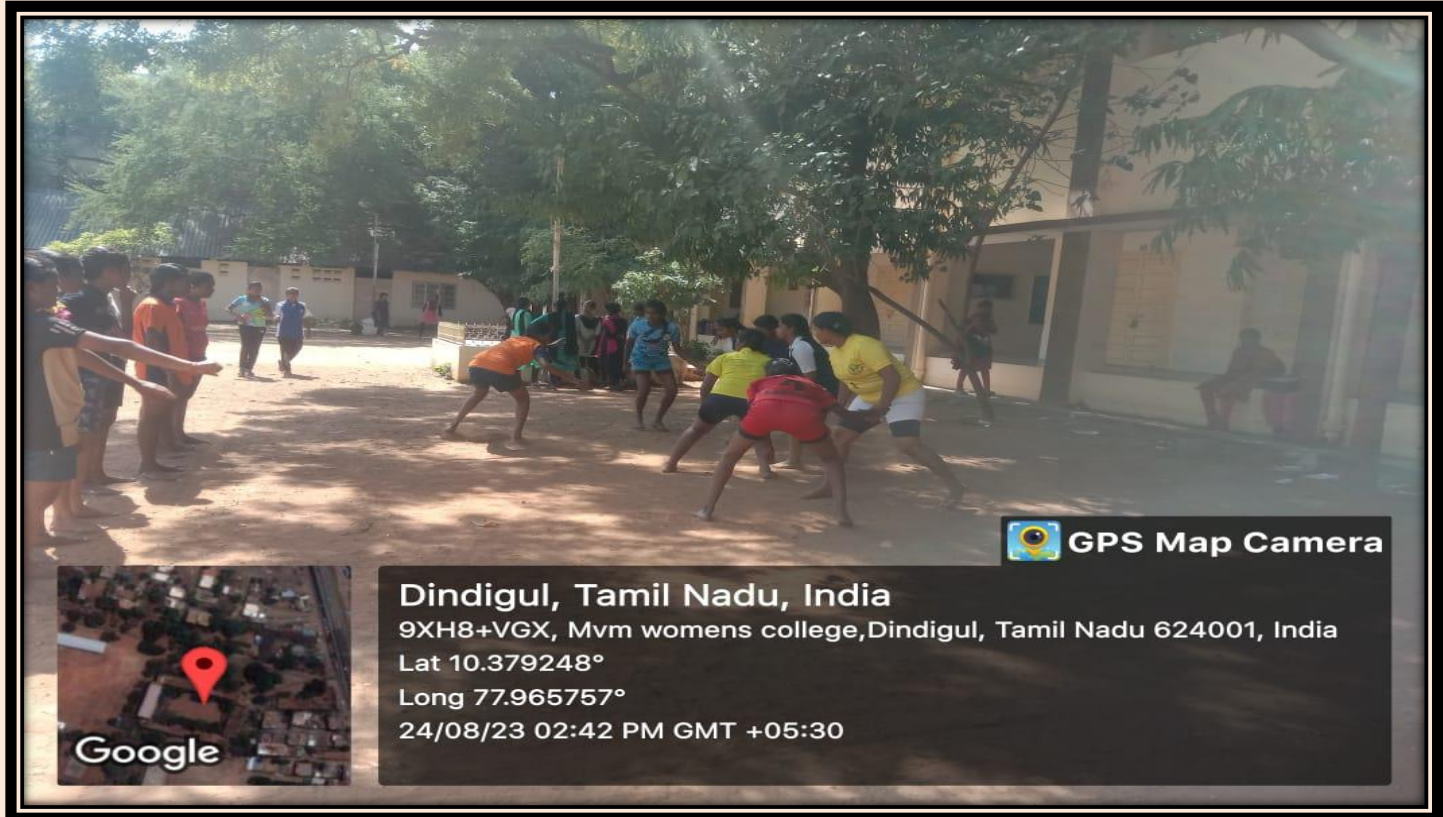 GPS Map Camera
Dindigul, Tamil Nadu, India
9XH8+VGX, Mvm womens college,Dindigul, Tamil Nadu 624001, India
Lat 10.379248°
Long 77.965757°
24/08/23 02:42 PM GMT +05:30
Google